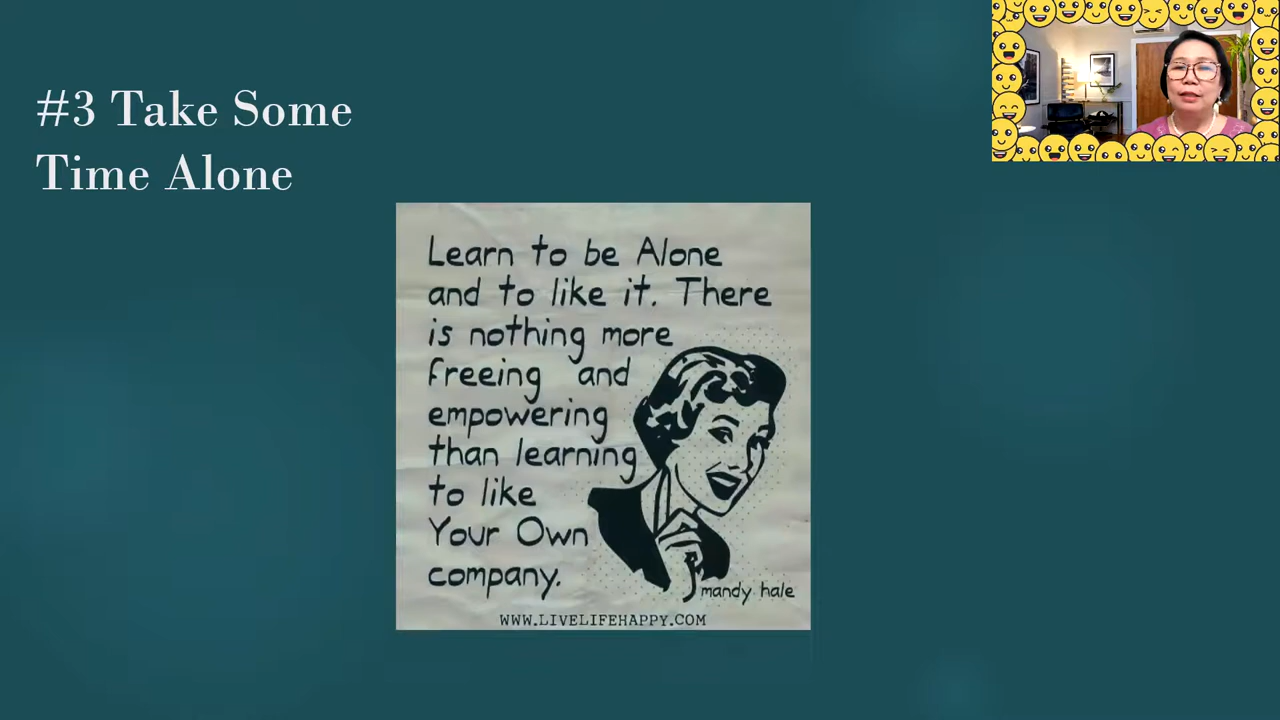 #3 Take Some
Time Alone
Learn to be Alone
and to like it. There
is nothing more
freeing and
empowering
than learning
to like
Your Own
company.
mandy hale
WWW.LIVELIFEHAPPY.COM